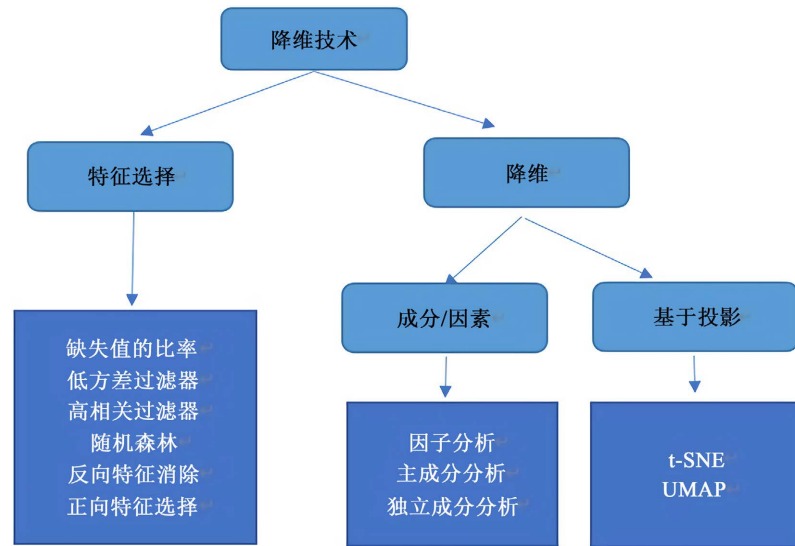 降维技术
特征选择
降维
成分/因素
基于投影
缺失值的比率
低方差过滤器
高相关过滤器
随机森林
反向特征消除
正向特征选择
因子分析
主成分分析
独立成分分析
t-SNE
UMAP